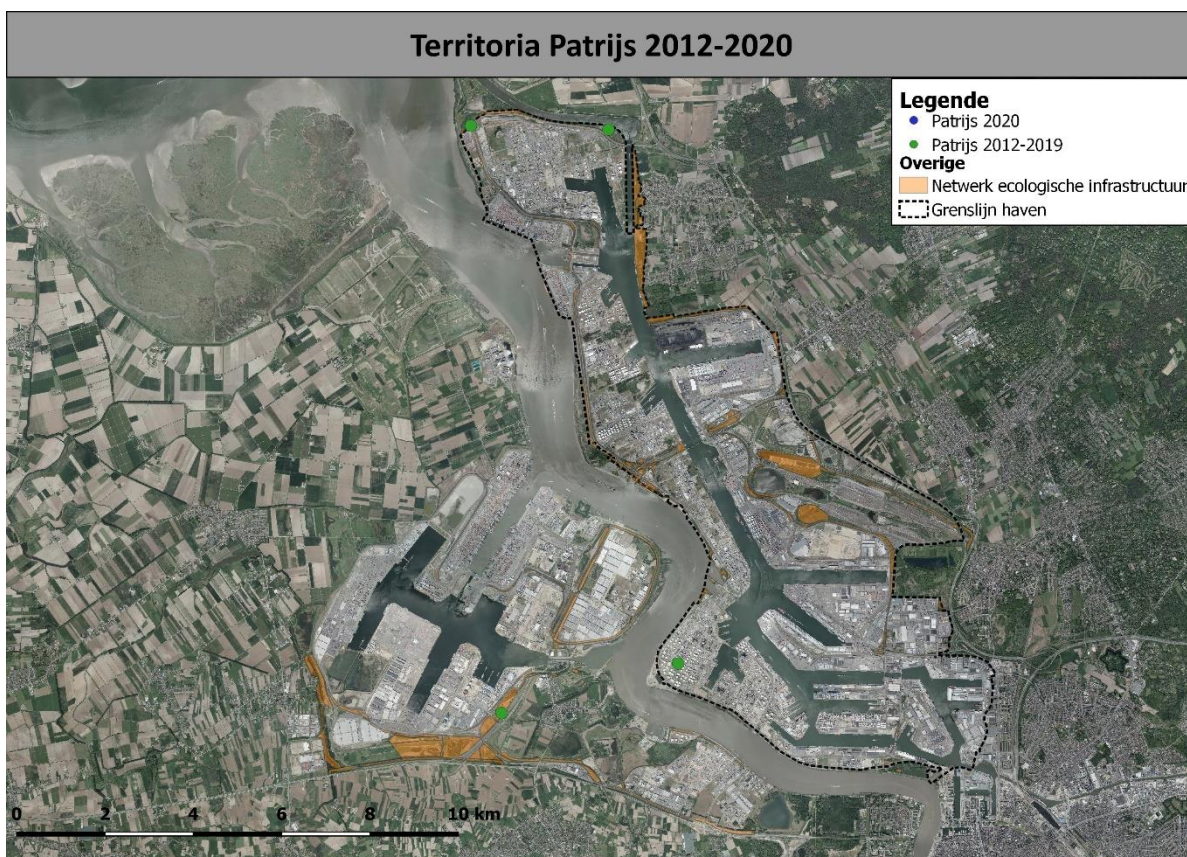 Territoria Patrijs 2012-2020
Legende
Patrijs 2020
Patrijs 2012-2019
Overige
Netwerk ecologische infrastructuur
Grenslijn haven
0 2 4 6 8 10 km